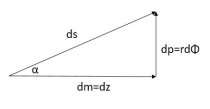 ds
dp=rdΦ
α
dm=dz